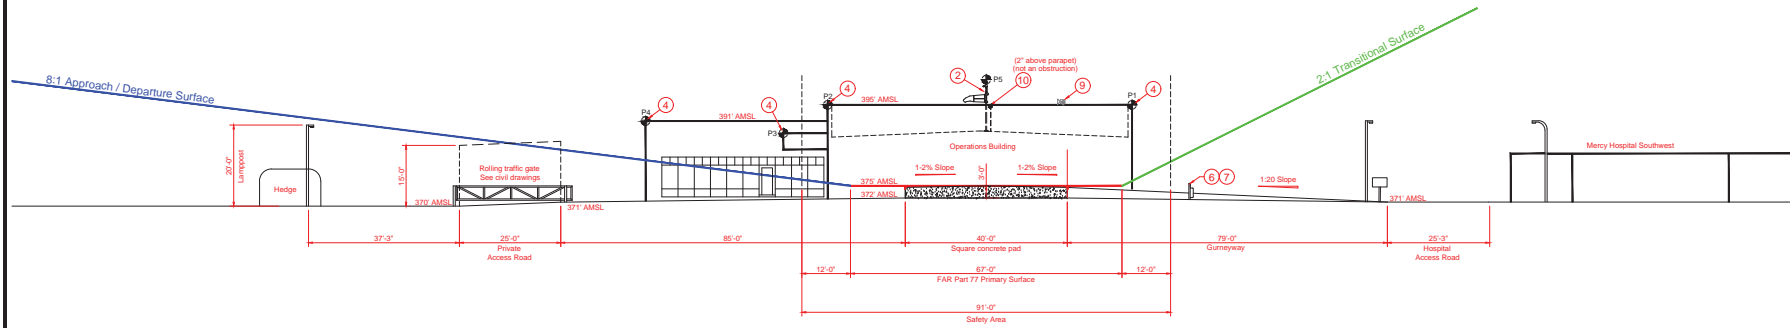 8:1 Approach / Departure Surface
2:1 Transitional Surface
(2" above parapet)
(not an obstruction)
2
P5
10
9
4
P4
4
P3
P2
4
395' AMSL
P1
4
391' AMSL
20'-0"
Lamppost
Hedge
15'-0"
Rolling traffic gate
See civil drawings
Operations Building
1-2% Slope
3'-0"
1-2% Slope
375' AMSL
372' AMSL
6
7
1:20 Slope
Mercy Hospital Southwest
370' AMSL
371' AMSL
371' AMSL
37'-3"
25'-0"
Private
Access Road
85'-0"
40'-0"
Square concrete pad
79'-0"
Gurneyway
25'-3"
Hospital
Access Road
12'-0"
67'-0"
FAR Part 77 Primary Surface
12'-0"
91'-0"
Safety Area